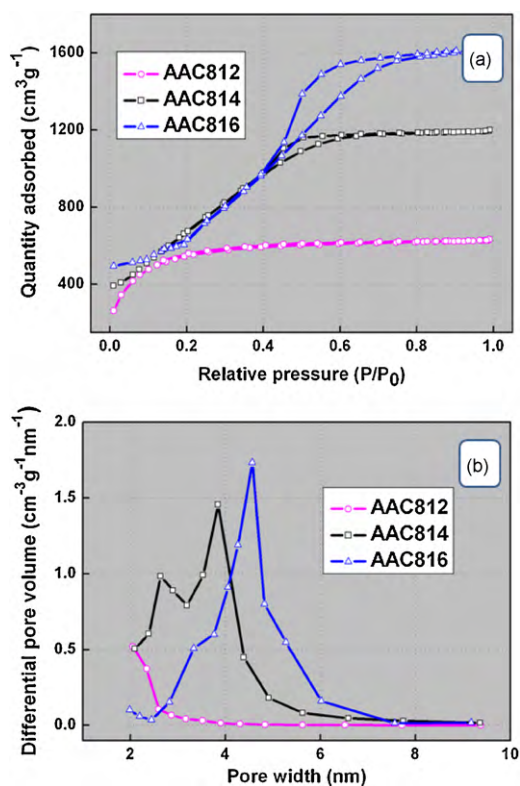 (a)
AAC812
AAC814
AAC816
Quantity adsorbed (cm³g⁻¹)
1600
1200
800
400
0.0 0.2 0.4 0.6 0.8 1.0
Relative pressure (P/P₀)
(b)
AAC812
AAC814
AAC816
Differential pore volume (cm⁻³g⁻¹nm⁻¹)
2.0
1.5
1.0
0.5
0.0
0 2 4 6 8 10
Pore width (nm)